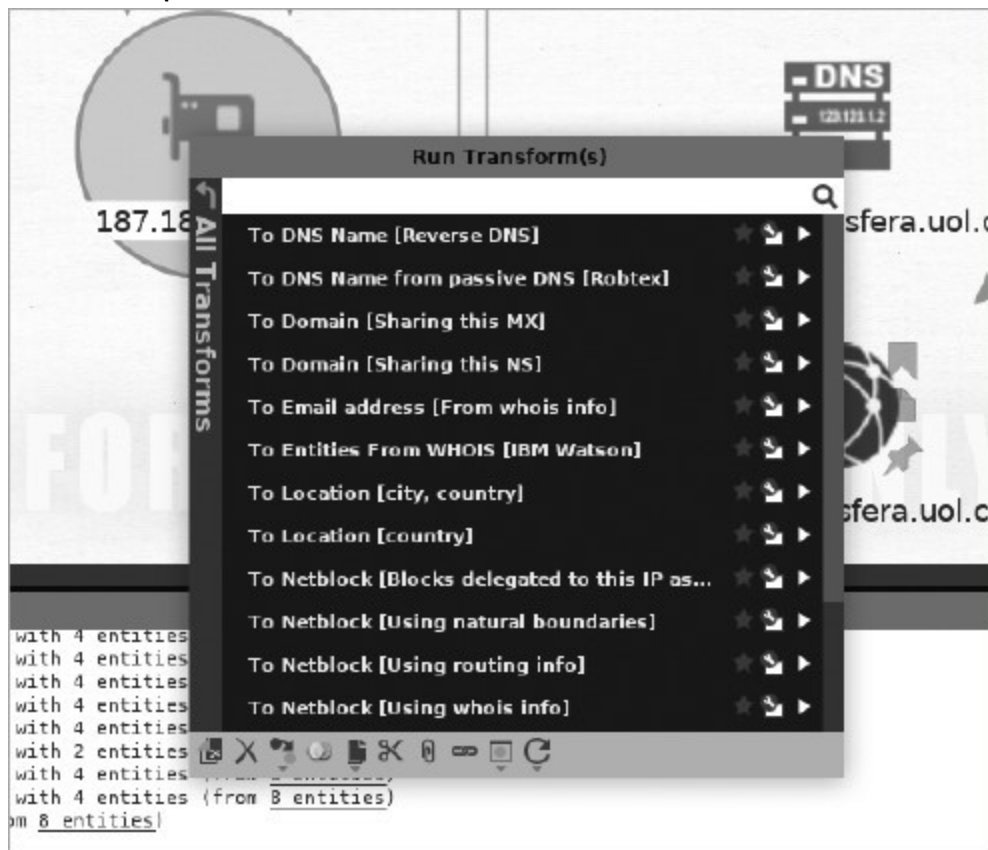 DNS
123.123.1.2
Run Transform(s)
187.18
sfera.uol.c
All Transforms
To DNS Name [Reverse DNS]
To DNS Name from passive DNS [Robtex]
To Domain [Sharing this MX]
To Domain [Sharing this NS]
To Email address [From whois info]
To Entities From WHOIS [IBM Watson]
To Location [city, country]
To Location [country]
sfera.uol.c
To Netblock [Blocks delegated to this IP as...
To Netblock [Using natural boundaries]
To Netblock [Using routing info]
To Netblock [Using whois info]
FOR
with 4 entities
with 4 entities
with 4 entities
with 4 entities
with 4 entities
with 2 entities
with 4 entities (from
with 4 entities (from 8 entities)
om 8 entities)